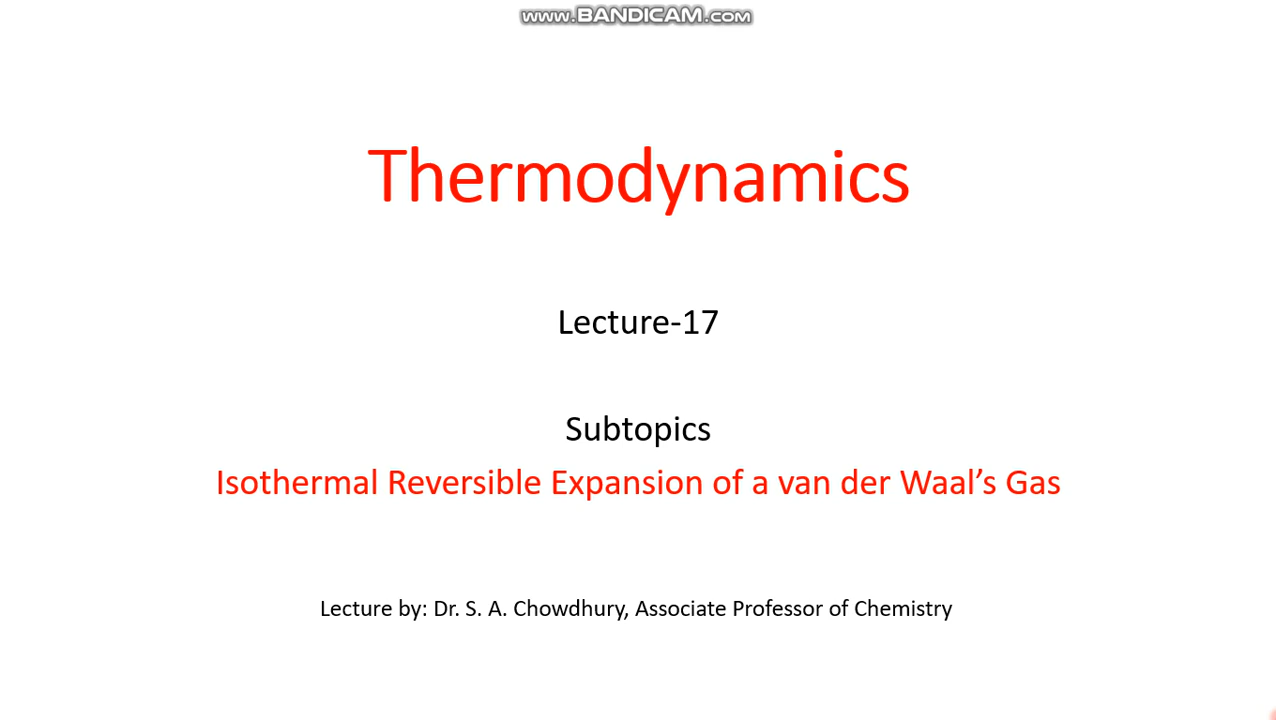 www.BANDICAM.com
Thermodynamics
Lecture-17
Subtopics
Isothermal Reversible Expansion of a van der Waal’s Gas
Lecture by: Dr. S. A. Chowdhury, Associate Professor of Chemistry